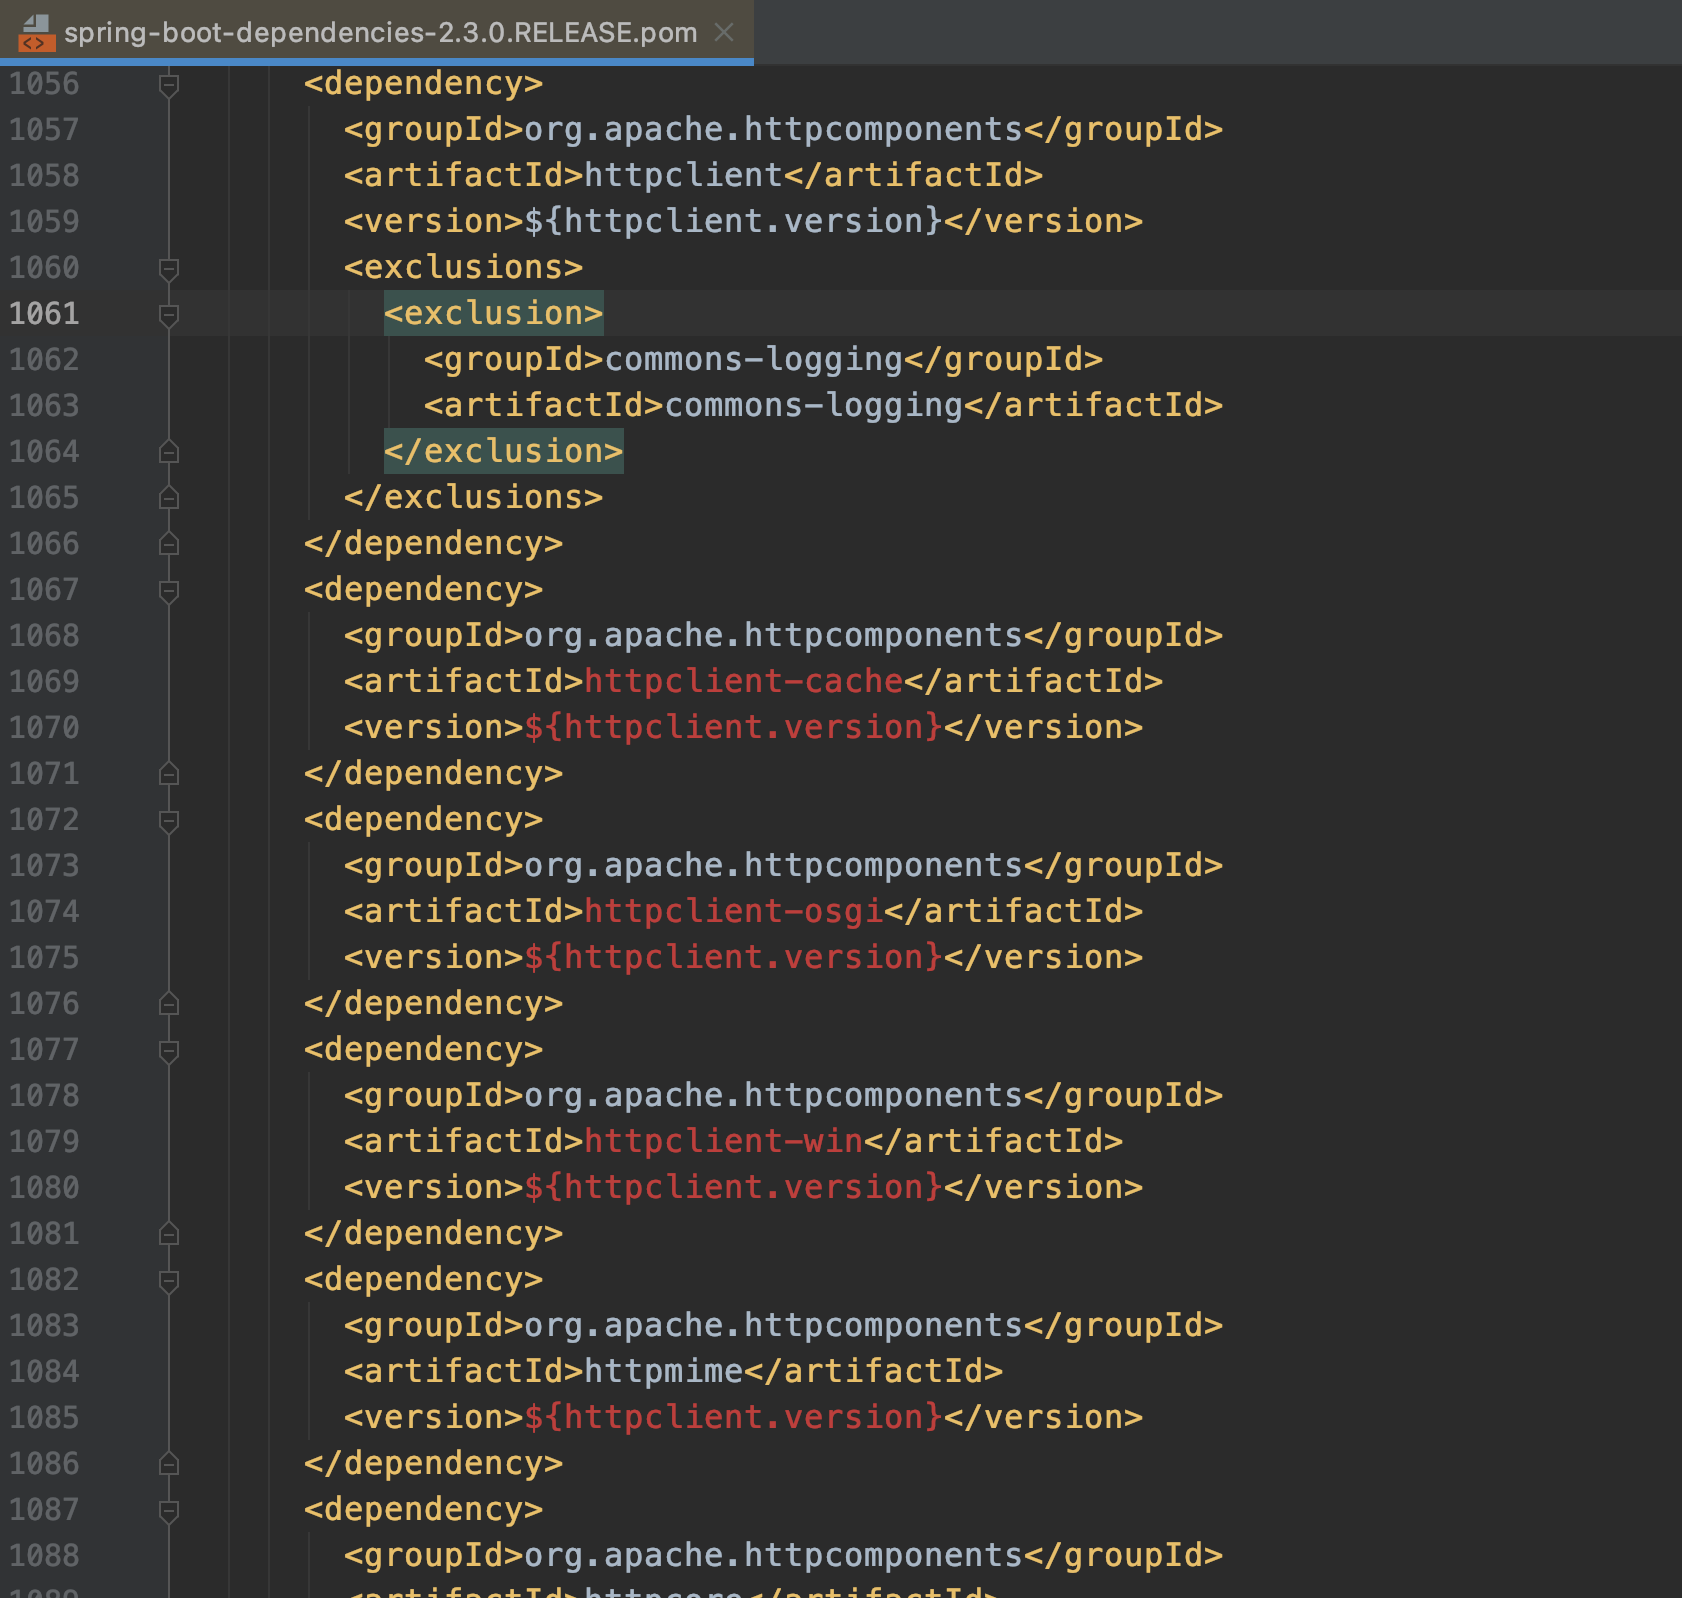 spring-boot-dependencies-2.3.0.RELEASE.pom
1056 <dependency>
1057 <groupId>org.apache.httpcomponents</groupId>
1058 <artifactId>httpclient</artifactId>
1059 <version>${httpclient.version}</version>
1060 <exclusions>
1061 <exclusion>
1062 <groupId>commons-logging</groupId>
1063 <artifactId>commons-logging</artifactId>
1064 </exclusion>
1065 </exclusions>
1066 </dependency>
1067 <dependency>
1068 <groupId>org.apache.httpcomponents</groupId>
1069 <artifactId>httpclient-cache</artifactId>
1070 <version>${httpclient.version}</version>
1071 </dependency>
1072 <dependency>
1073 <groupId>org.apache.httpcomponents</groupId>
1074 <artifactId>httpclient-osgi</artifactId>
1075 <version>${httpclient.version}</version>
1076 </dependency>
1077 <dependency>
1078 <groupId>org.apache.httpcomponents</groupId>
1079 <artifactId>httpclient-win</artifactId>
1080 <version>${httpclient.version}</version>
1081 </dependency>
1082 <dependency>
1083 <groupId>org.apache.httpcomponents</groupId>
1084 <artifactId>httpmime</artifactId>
1085 <version>${httpclient.version}</version>
1086 </dependency>
1087 <dependency>
1088 <groupId>org.apache.httpcomponents</groupId>
1089 <artifactId>httpcore</artifactId>